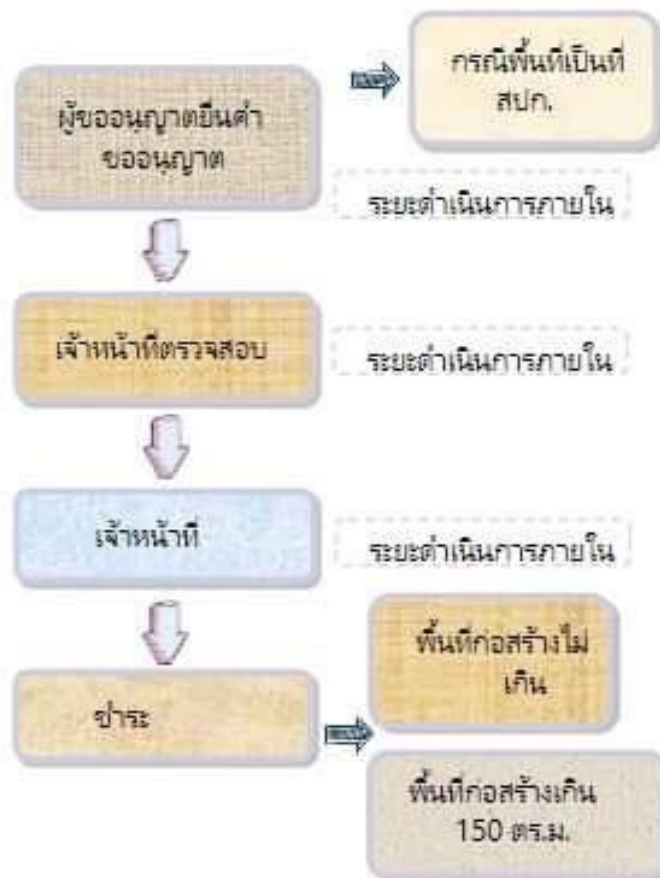 กรณีพื้นที่เป็นที่
สปก.
ผู้ขออนุญาตยื่นคำ
ขออนุญาต
ระยะดำเนินการภายใน
เจ้าหน้าที่ตรวจสอบ
ระยะดำเนินการภายใน
เจ้าหน้าที่
ระยะดำเนินการภายใน
พื้นที่ก่อสร้างไม่
เกิน
ชำระ
พื้นที่ก่อสร้างเกิน
150 ตร.ม.